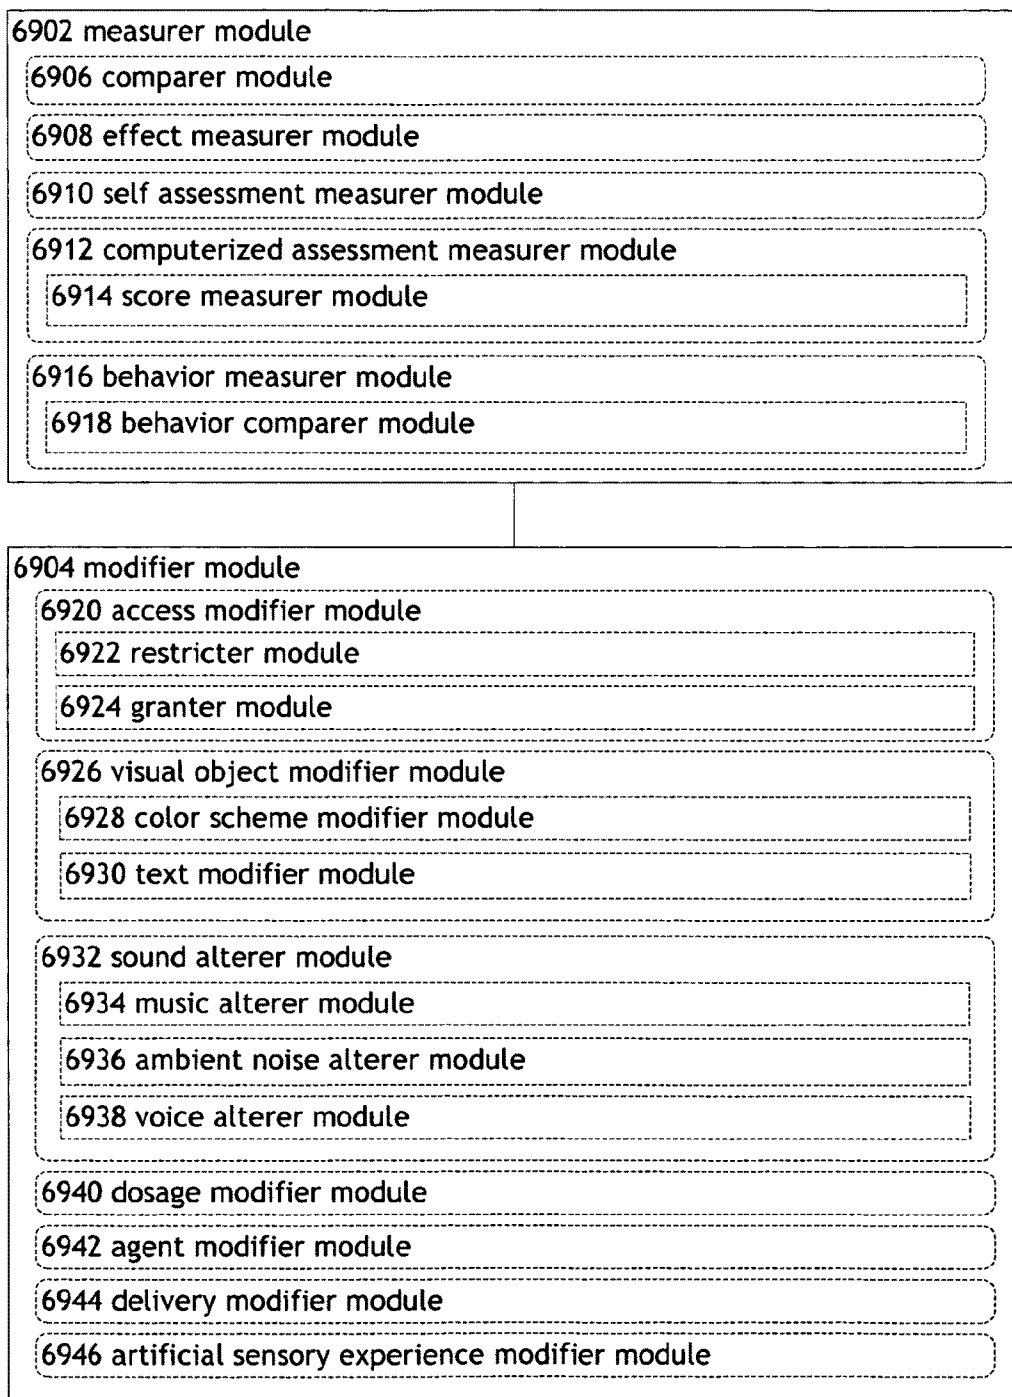 6902 measurer module
6906 comparer module
6908 effect measurer module
6910 self assessment measurer module
6912 computerized assessment measurer module
6914 score measurer module
6916 behavior measurer module
6918 behavior comparer module
6904 modifier module
6920 access modifier module
6922 restricter module
6924 granter module
6926 visual object modifier module
6928 color scheme modifier module
6930 text modifier module
6932 sound alterer module
6934 music alterer module
6936 ambient noise alterer module
6938 voice alterer module
6940 dosage modifier module
6942 agent modifier module
6944 delivery modifier module
6946 artificial sensory experience modifier module